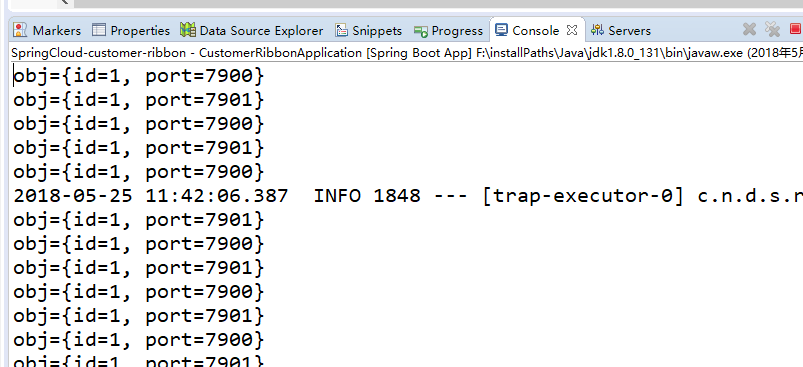 Markers Properties Data Source Explorer Snippets Progress Console Servers
SpringCloud-customer-ribbon - CustomerRibbonApplication [Spring Boot App] F:\installPaths\Java\jdk1.8.0_131\bin\javaw.exe (2018年5月
obj={id=1, port=7900}
obj={id=1, port=7901}
obj={id=1, port=7900}
obj={id=1, port=7901}
obj={id=1, port=7900}
2018-05-25 11:42:06.387  INFO 1848 --- [trap-executor-0] c.n.d.s.r
obj={id=1, port=7901}
obj={id=1, port=7900}
obj={id=1, port=7901}
obj={id=1, port=7900}
obj={id=1, port=7901}
obj={id=1, port=7900}
obj={id=1, port=7901}